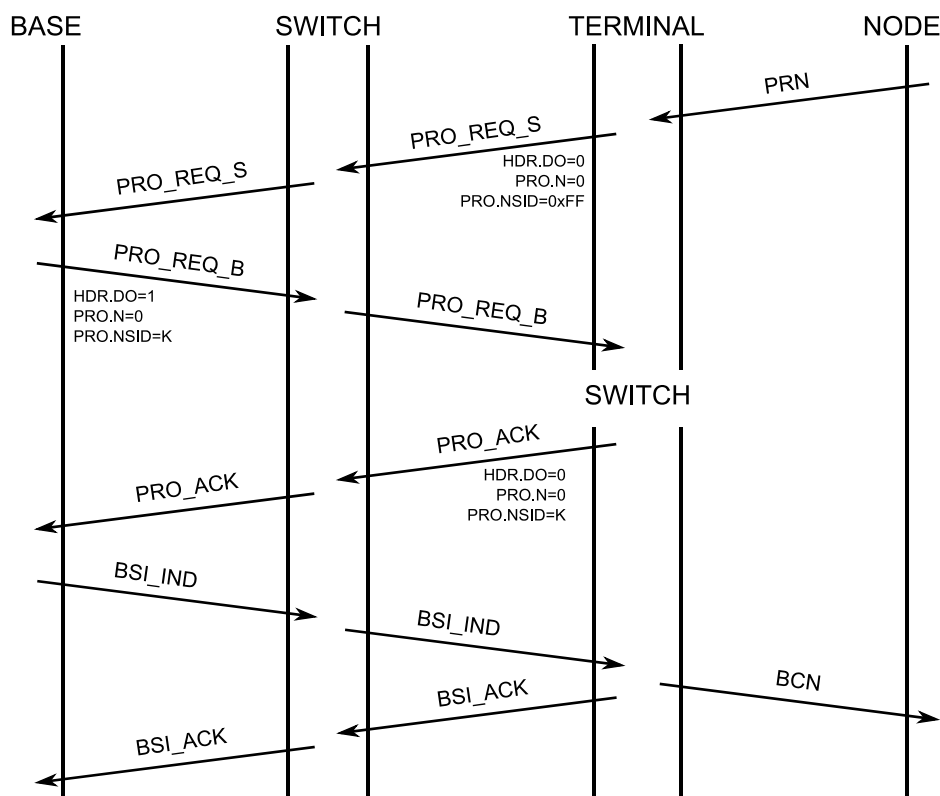 BASE SWITCH TERMINAL NODE
PRN
PRO_REQ_S
HDR.DO=0
PRO.N=0
PRO.NSID=0xFF
PRO_REQ_S
PRO_REQ_B
HDR.DO=1
PRO.N=0
PRO.NSID=K
PRO_REQ_B
SWITCH
PRO_ACK
HDR.DO=0
PRO.N=0
PRO.NSID=K
PRO_ACK
BSI_IND
BSI_IND
BCN
BSI_ACK
BSI_ACK